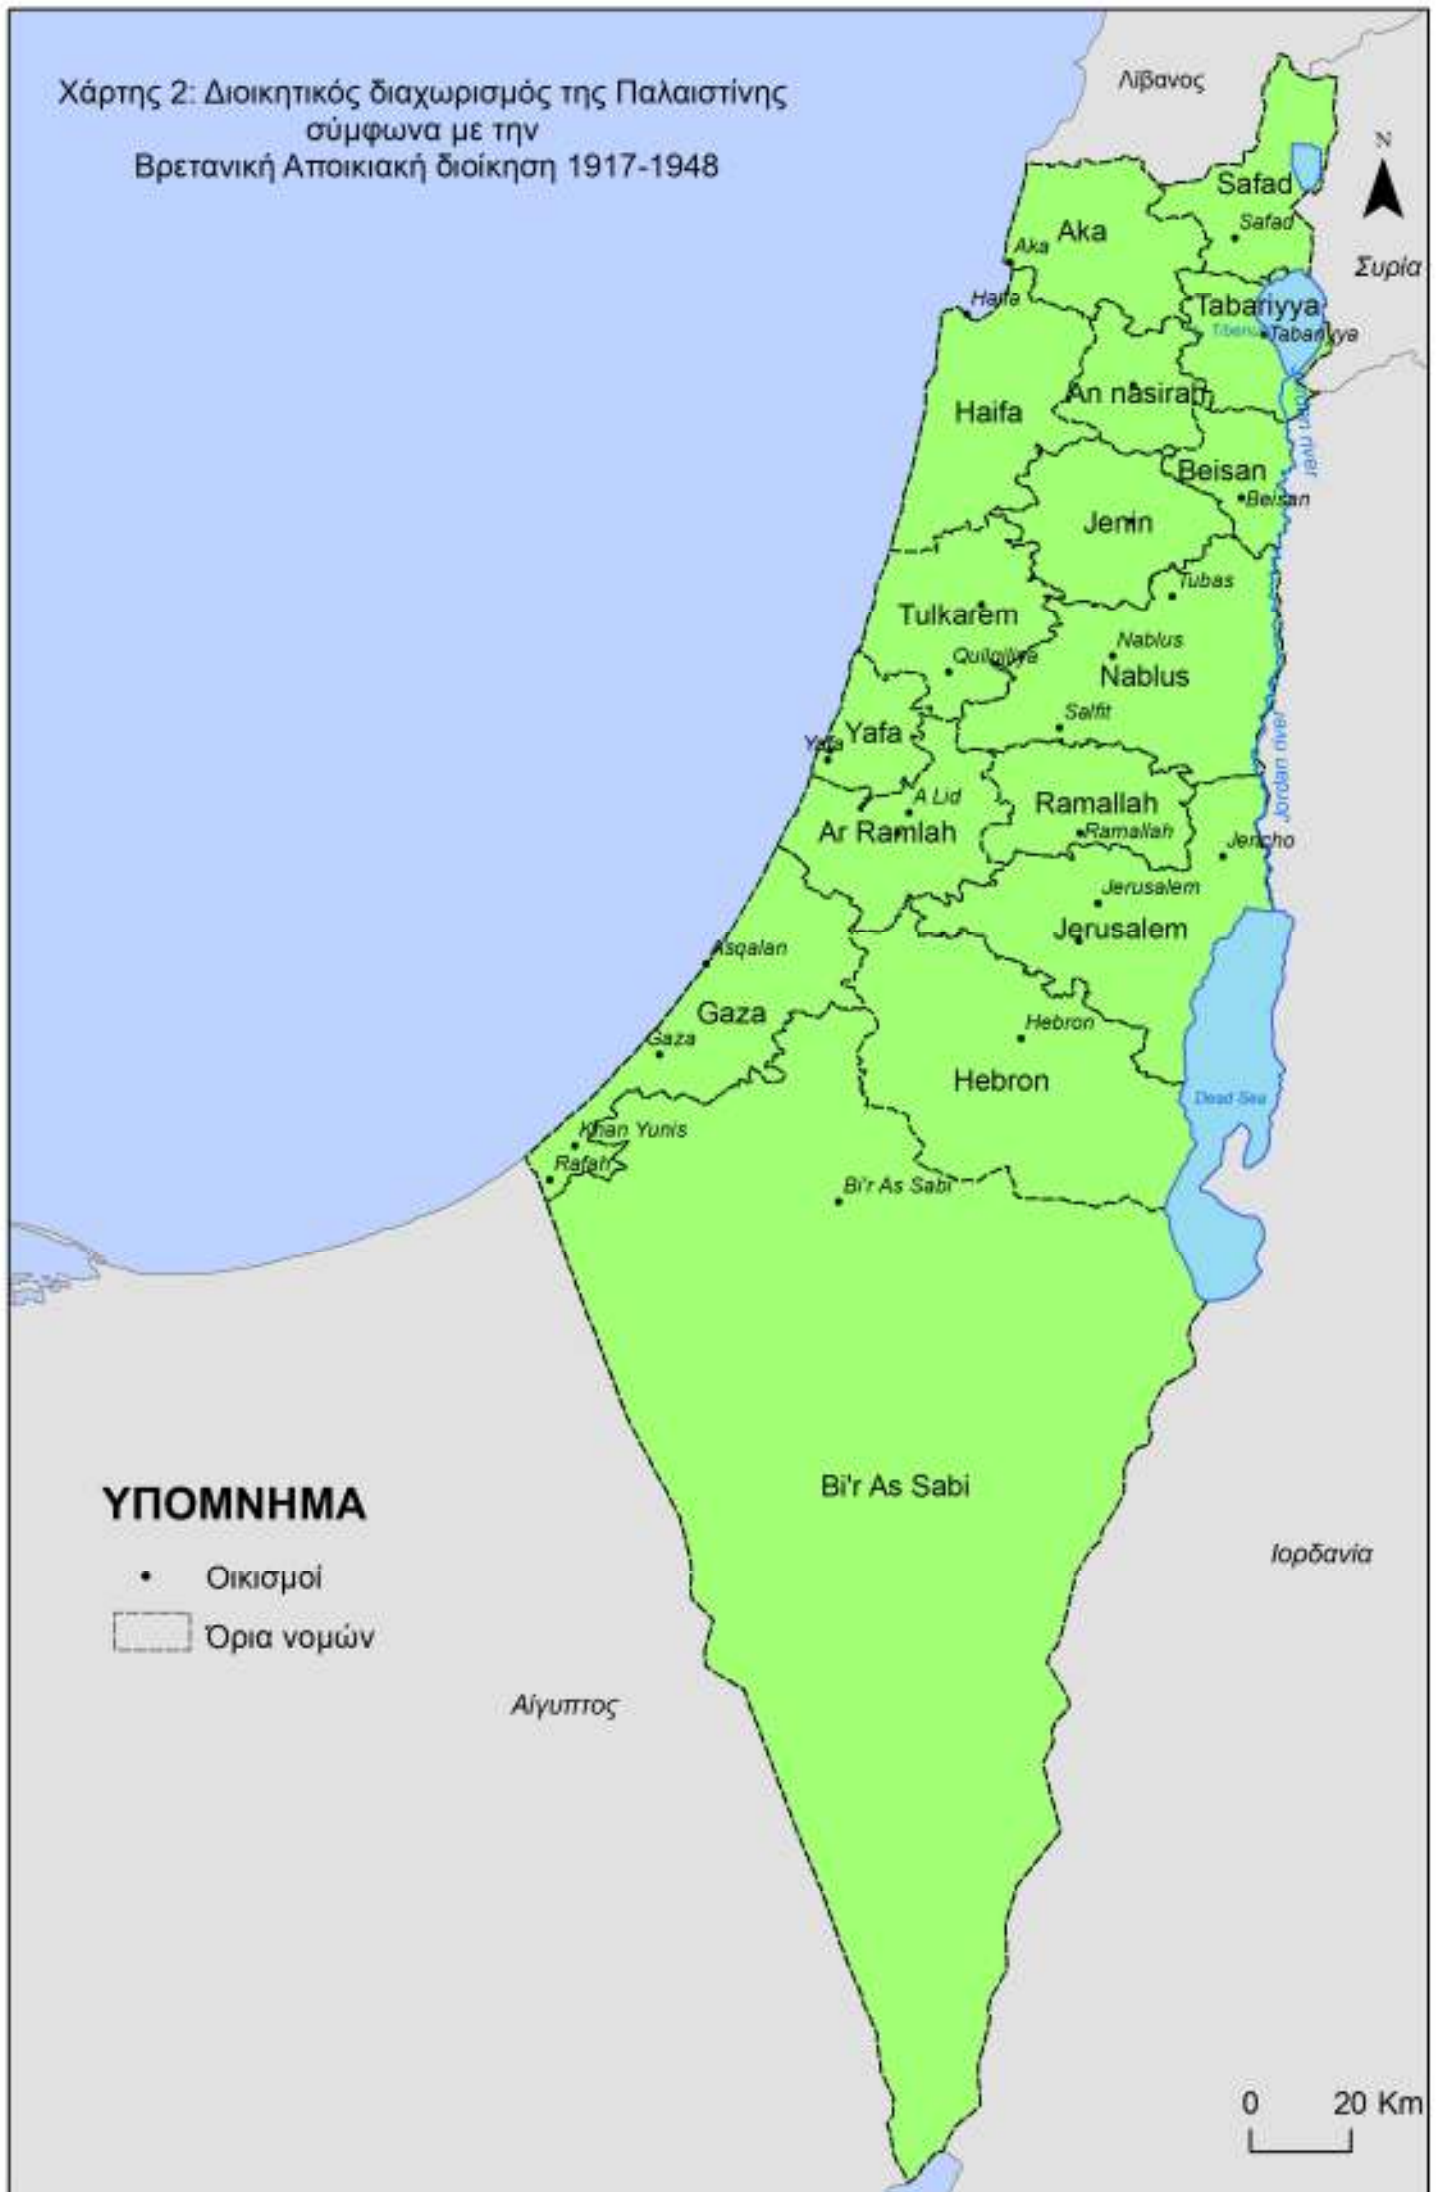 Χάρτης 2: Διοικητικός διαχωρισμός της Παλαιστίνης
σύμφωνα με την
Βρετανική Αποικιακή διοίκηση 1917-1948
Λίβανος
N
Safad
Safad
Aka
Aka
Συρία
Haifa
Tabariyya
Tabariyya
An nasirah
Haifa
Jordan river
Beisan
Beisan
Jenin
Tubas
Tulkarem
Nablus
Quilqiliya
Nablus
Salfit
Yafa
Yafa
Jordan river
A Lid
Ramallah
Ar Ramlah
Ramallah
Jericho
Jerusalem
Jerusalem
Asqalan
Gaza
Hebron
Gaza
Hebron
Dead Sea
Khan Yunis
Rafah
Bi'r As Sabi
Bi'r As Sabi
ΥΠΟΜΝΗΜΑ
Οικισμοί
Όρια νομών
Ιορδανία
Αίγυπτος
0 20 Km